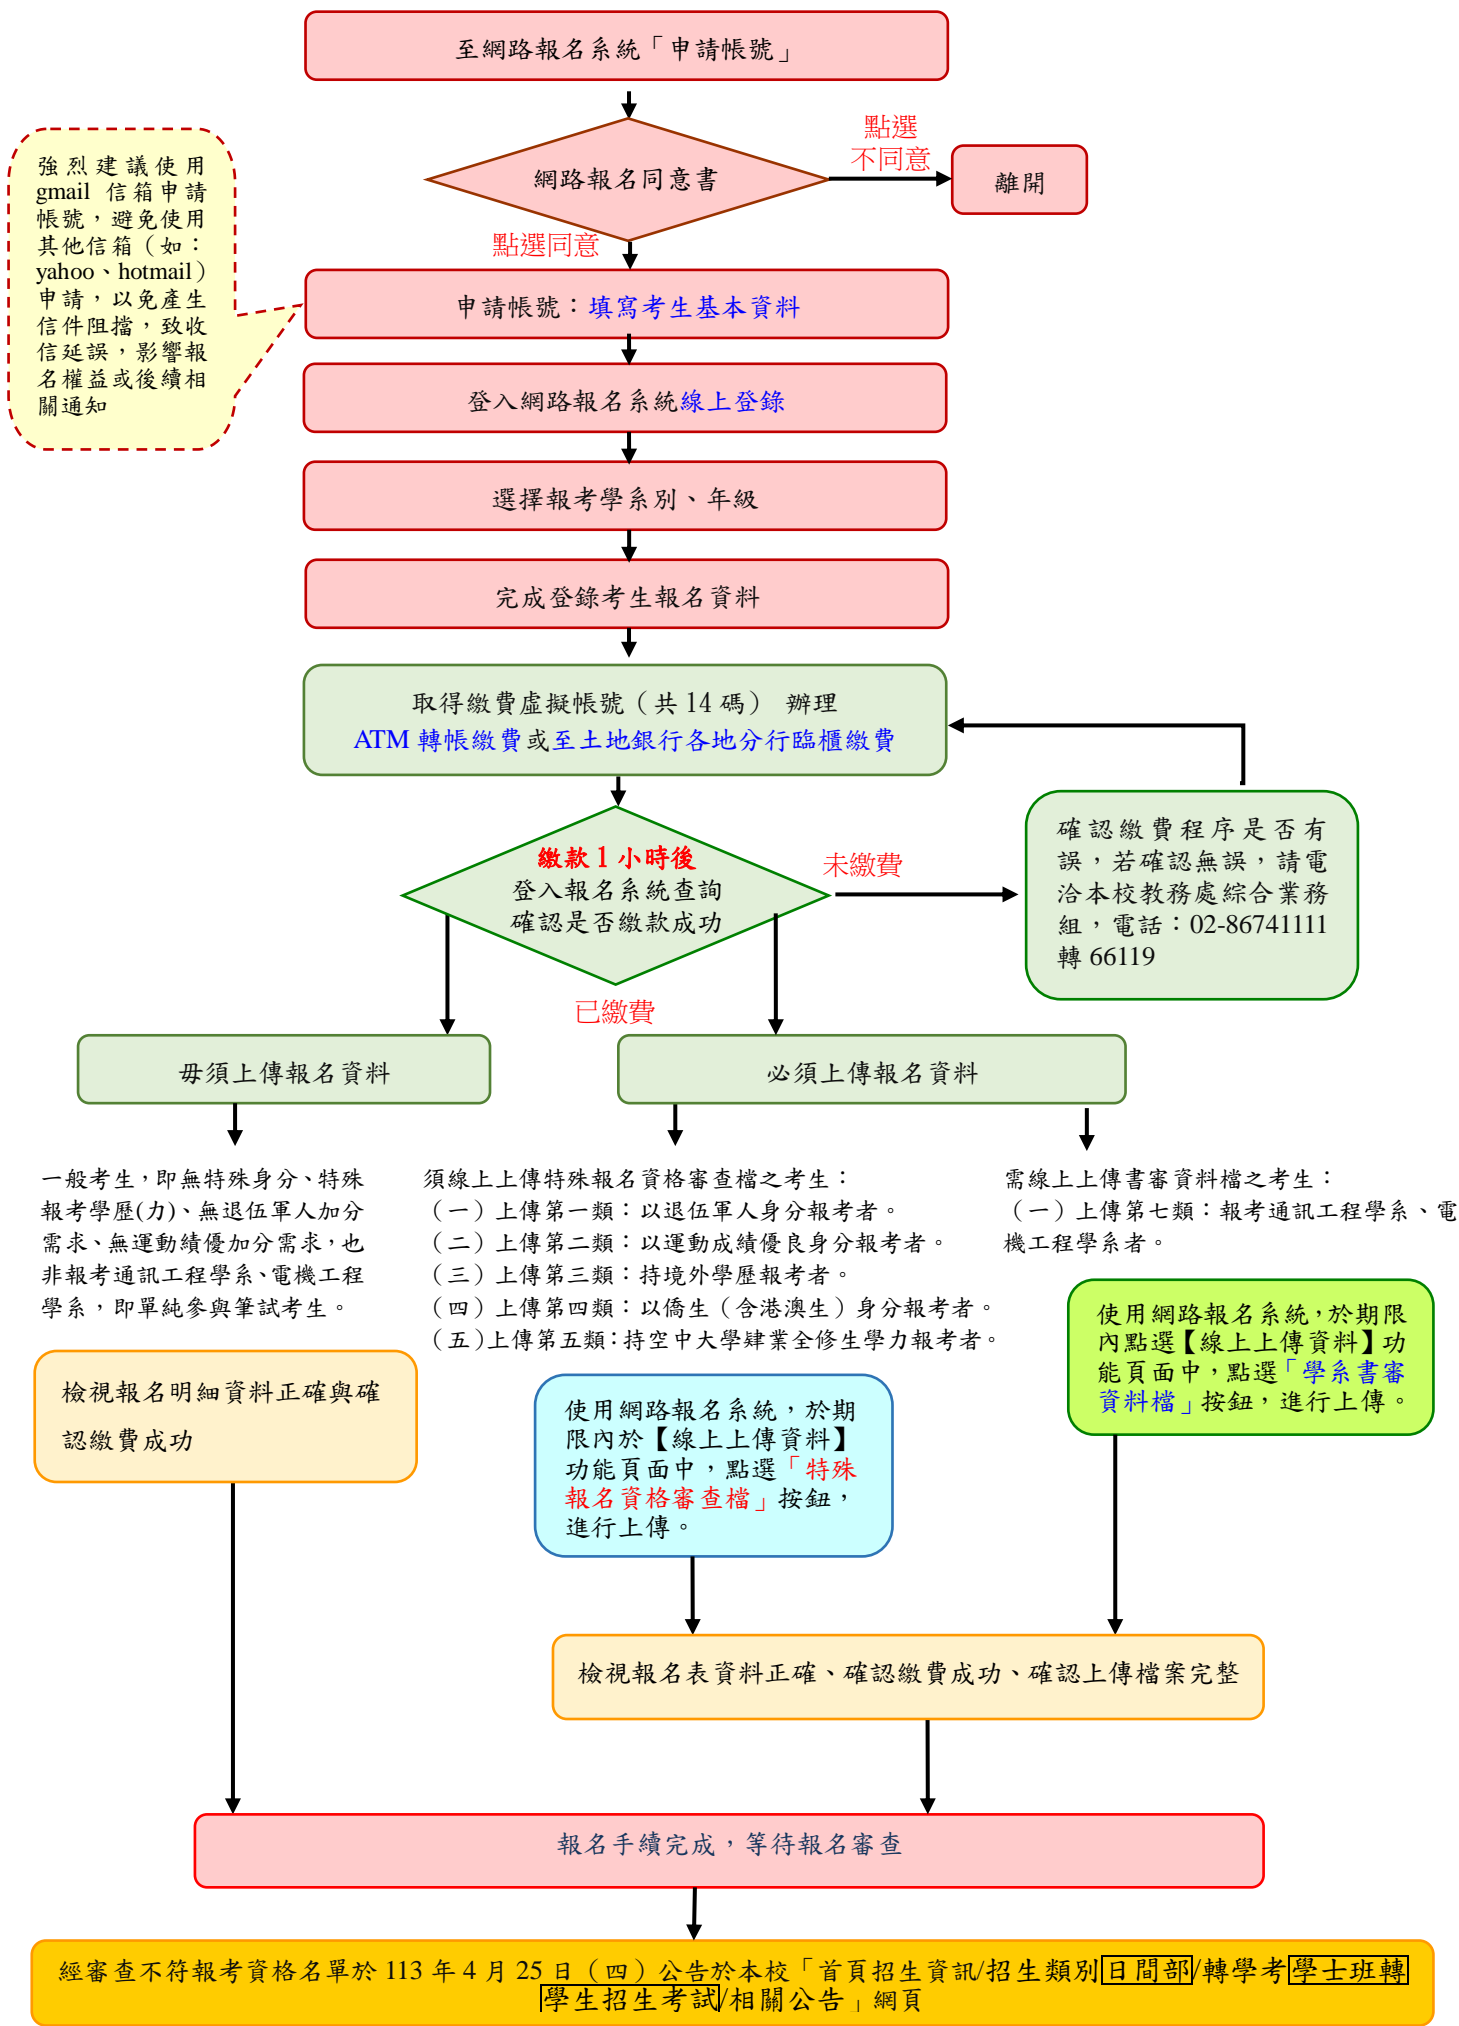 至網路報名系統「申請帳號」
點選
不同意
網路報名同意書
離開
點選同意
強烈建議使用
gmail 信箱申請
帳號，避免使用
其他信箱（如：
yahoo、hotmail）
申請，以免產生
信件阻擋，致收
信延誤，影響報
名權益或後續相
關通知
申請帳號：填寫考生基本資料
登入網路報名系統線上登錄
選擇報考學系別、年級
完成登錄考生報名資料
取得繳費虛擬帳號（共 14 碼） 辦理
ATM 轉帳繳費或至土地銀行各地分行臨櫃繳費
繳款 1 小時後
登入報名系統查詢
確認是否繳款成功
未繳費
確認繳費程序是否有
誤，若確認無誤，請電
洽本校教務處綜合業務
組，電話：02-86741111
轉 66119
已繳費
毋須上傳報名資料
必須上傳報名資料
一般考生，即無特殊身分、特殊
報考學歷(力)、無退伍軍人加分
需求、無運動績優加分需求，也
非報考通訊工程學系、電機工程
學系，即單純參與筆試考生。
須線上上傳特殊報名資格審查檔之考生：
（一）上傳第一類：以退伍軍人身分報考者。
（二）上傳第二類：以運動成績優良身分報考者。
（三）上傳第三類：持境外學歷報考者。
（四）上傳第四類：以僑生（含港澳生）身分報考者。
（五）上傳第五類：持空中大學肄業全修生學力報考者。
需線上上傳書審資料檔之考生：
（一）上傳第七類：報考通訊工程學系、電
機工程學系者。
檢視報名明細資料正確與確
認繳費成功
使用網路報名系統，於期
限內於【線上上傳資料】
功能頁面中，點選「特殊
報名資格審查檔」按鈕，
進行上傳。
使用網路報名系統，於期限
內點選【線上上傳資料】功
能頁面中，點選「學系書審
資料檔」按鈕，進行上傳。
檢視報名表資料正確、確認繳費成功、確認上傳檔案完整
報名手續完成，等待報名審查
經審查不符報考資格名單於 113 年 4 月 25 日（四）公告於本校「首頁招生資訊/招生類別日間部/轉學考學士班轉
學生招生考試/相關公告」網頁